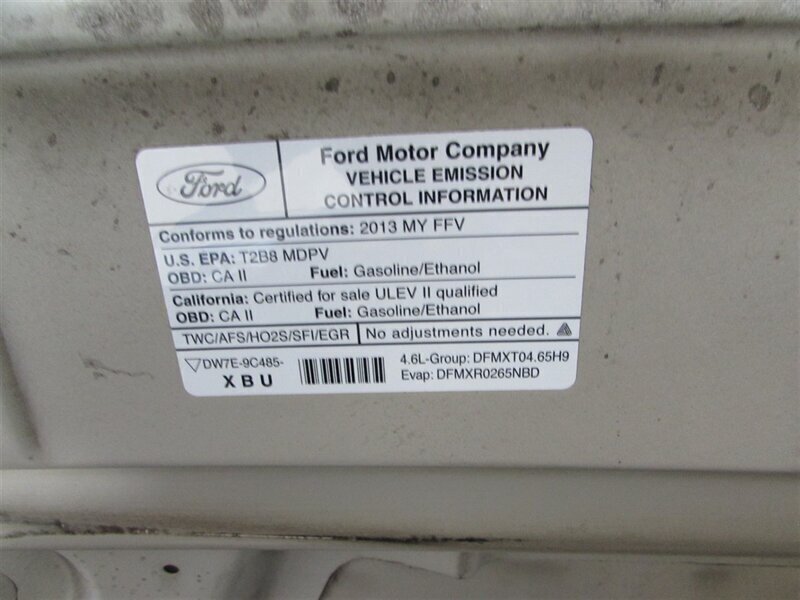 Ford
Ford Motor Company
VEHICLE EMISSION
CONTROL INFORMATION
Conforms to regulations: 2013 MY FFV
U.S. EPA: T2B8 MDPV
OBD: CA II Fuel: Gasoline/Ethanol
California: Certified for sale ULEV II qualified
OBD: CA II Fuel: Gasoline/Ethanol
TWC/AFS/HO2S/SFI/EGR No adjustments needed.
DW7E-9C485- 4.6L-Group: DFMXT04.65H9
X B U Evap: DFMXR0265NBD